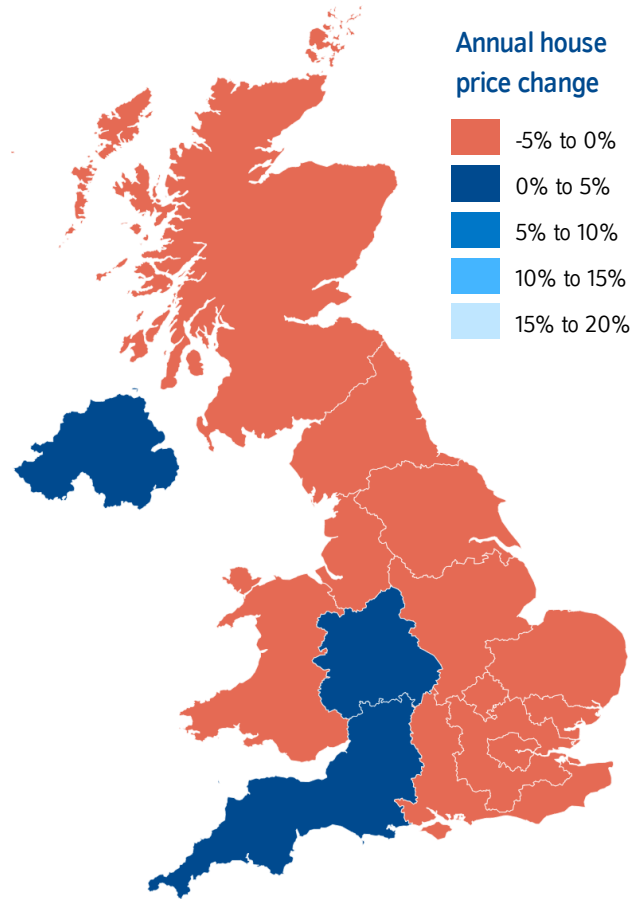 Annual house
price change
-5% to 0%
0% to 5%
5% to 10%
10% to 15%
15% to 20%